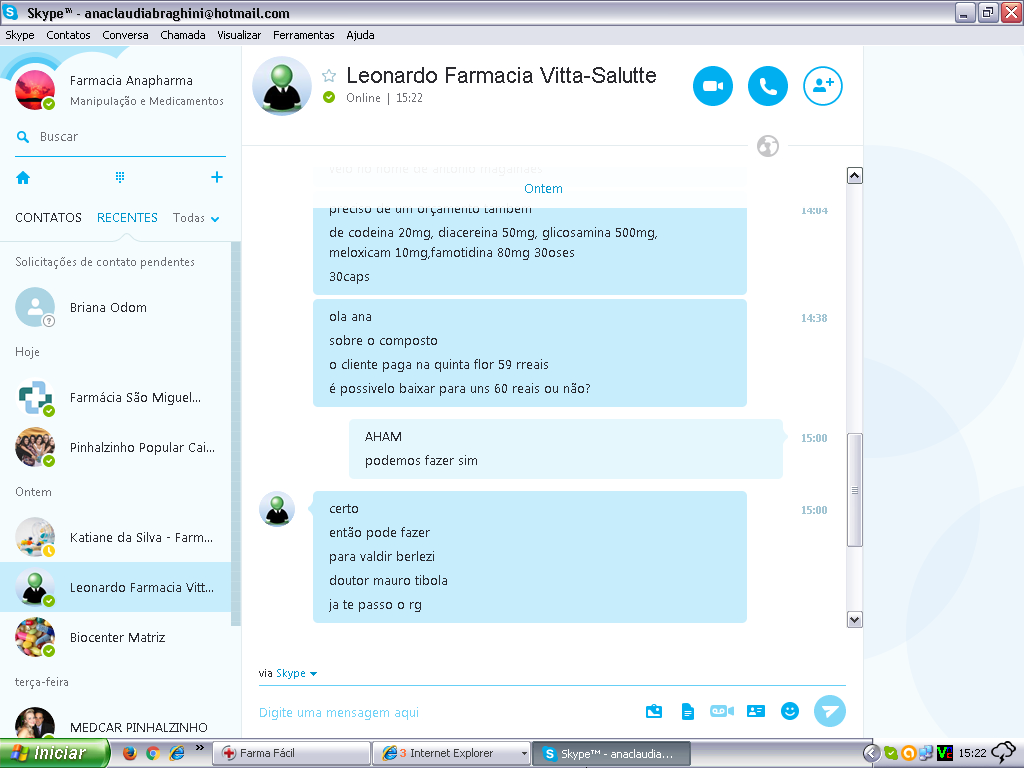 Skype™ - anaclaudiabraghini@hotmail.com
Skype Contatos Conversa Chamada Visualizar Ferramentas Ajuda
Farmacia Anapharma
Manipulação e Medicamentos
Buscar
CONTATOS RECENTES Todas
Solicitações de contato pendentes
Briana Odom
Hoje
Farmácia São Miguel...
Pinhalzinho Popular Cai...
Ontem
Katiane da Silva - Farm...
Leonardo Farmacia Vitt...
Biocenter Matriz
terça-feira
MEDCAR PINHALZINHO
Leonardo Farmacia Vitta-Salutte
Online | 15:22
veio no nome de antonio magalhaes
Ontem
preciso de um orçamento tambem 14:04
de codeina 20mg, diacereina 50mg, glicosamina 500mg,
meloxicam 10mg,famotidina 80mg 30oses
30caps
ola ana 14:38
sobre o composto
o cliente paga na quinta flor 59 rreais
é possivelo baixar para uns 60 reais ou não?
AHAM 15:00
podemos fazer sim
certo 15:00
então pode fazer
para valdir berlezi
doutor mauro tibola
ja te passo o rg
via Skype
Digite uma mensagem aqui
Iniciar » Farma Fácil 3 Internet Explorer Skype™ - anaclaudia... 15:22